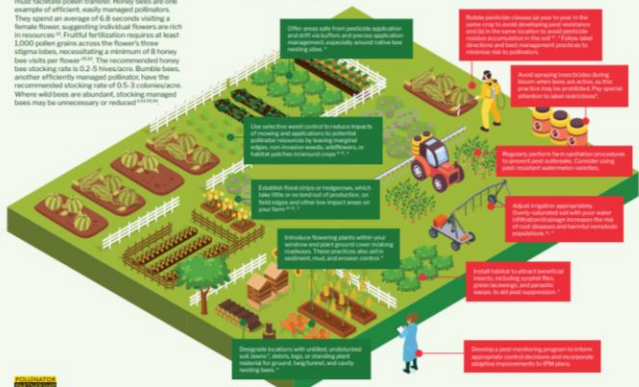 must facilitate pollen transfer. Honey bees are one
example of efficient, easily managed pollinators.
They spend an average of 6.8 seconds visiting a
female flower, suggesting individual flowers are rich
in resources. Fruitful fertilization requires at least
1,000 pollen grains across the flower's three
stigma lobes, necessitating a minimum of 8 honey
bee visits per flower. The recommended honey
bee stocking rate is 0.2-5 hives/acre. Bumble bees,
another efficiently managed pollinator, have the
recommended stocking rate of 0.5-3 colonies/acre.
Where wild bees are abundant, stocking managed
bees may be unnecessary or reduced
Offer areas safe from pesticide application
and drift via buffers and precise application
management, especially around native bee
nesting sites.
Rotate pesticide classes (a) year to year in the
same crop to avoid developing pest resistance
and (b) in the same location to avoid pesticide
residue accumulation in the soil. Follow label
directions and best management practices to
minimize risk to pollinators.
Avoid spraying insecticides during
bloom when bees are active, as this
practice may be prohibited. Pay special
attention to label restrictions.
Use selective weed control to reduce impacts
of mowing and applications to potential
pollinator resources by leaving marginal
edges, non-invasive weeds, wildflowers, or
habitat patches in/around crops.
Regularly perform farm sanitation procedures
to prevent pest outbreaks. Consider using
pest-resistant watermelon varieties.
Establish floral strips or hedgerows, which
take little or no land out of production, on
field edges and other low impact areas on
your farm
Adjust irrigation appropriately.
Overly-saturated soil with poor water
infiltration/drainage increases the risk
of root diseases and harmful nematode
populations.
Introduce flowering plants within your
windrow and plant ground cover in/along
roadways. These practices also aid in
sediment, mud, and erosion control.
Install habitat to attract beneficial
insects, including syrphid flies,
green lacewings, and parasitic
wasps, to aid pest suppression.
Designate locations with untilled, undisturbed
soil, lawns, debris, logs, or standing plant
material for ground, twig/tunnel, and cavity
nesting bees.
Develop a pest monitoring program to inform
appropriate control decisions and incorporate
adaptive improvements to IPM plans.
POLLINATOR
PARTNERSHIP